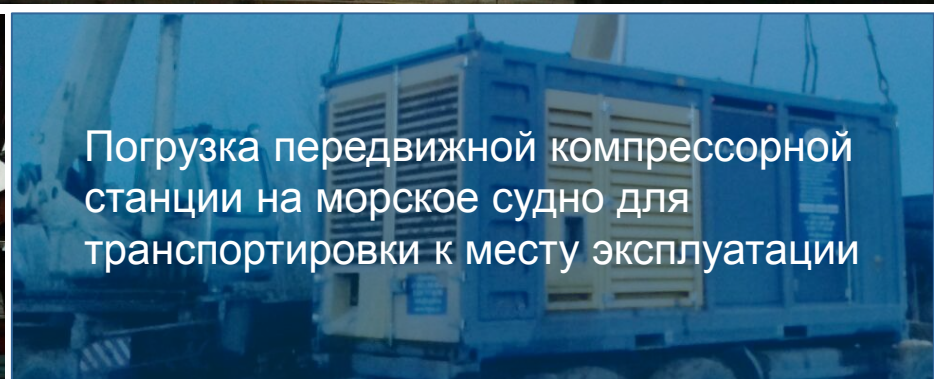 Погрузка передвижной компрессорной
станции на морское судно для
транспортировки к месту эксплуатации